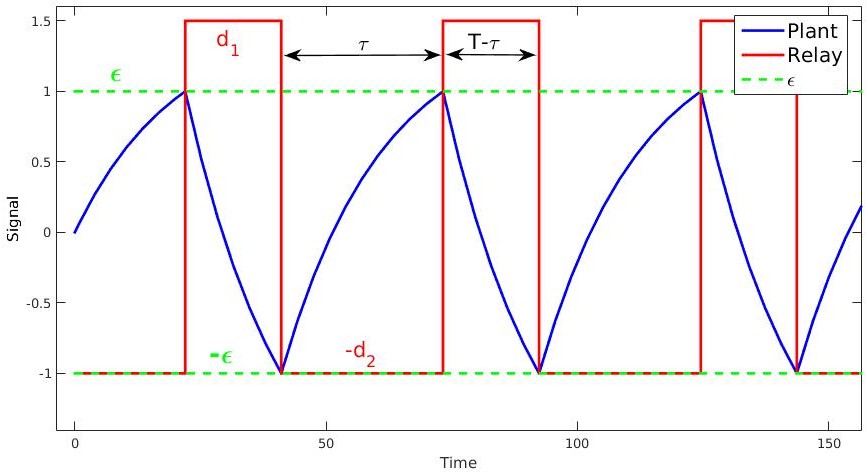 1.5
d₁
τ
T-τ
Plant
Relay
ϵ
ϵ
1
0.5
Signal
0
-0.5
-ϵ
-d₂
-1
0
50
100
150
Time